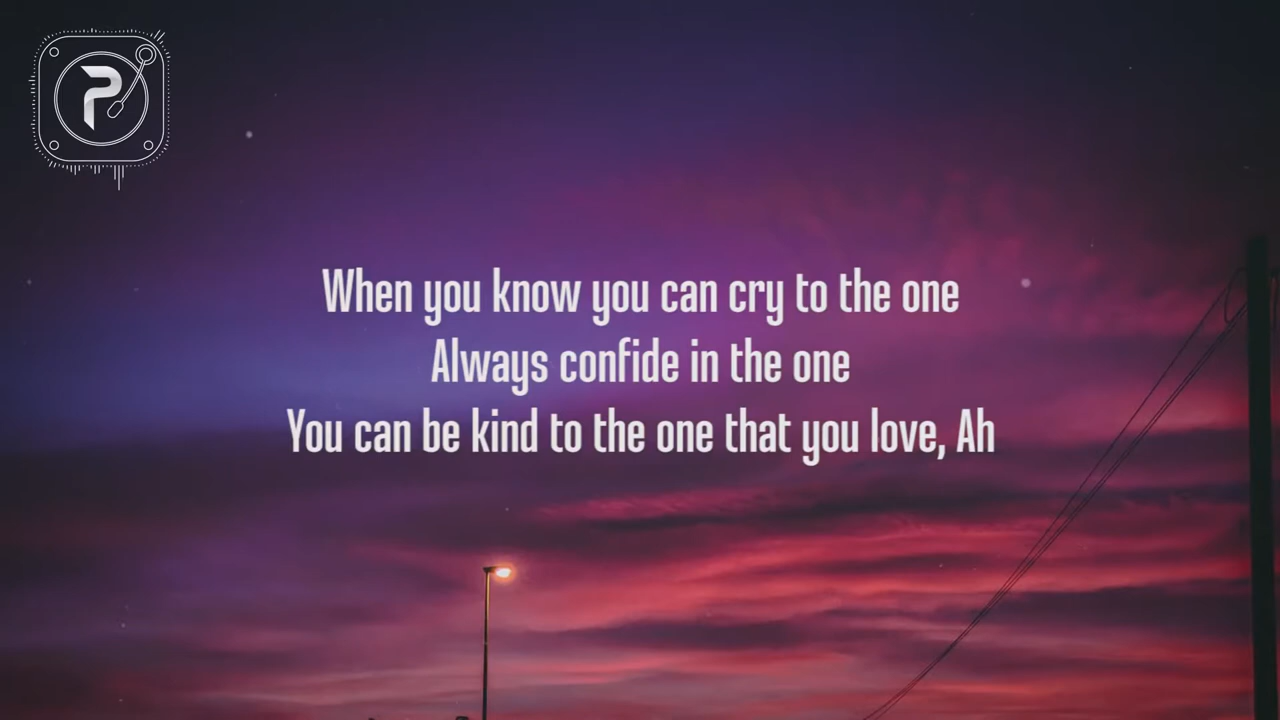 When you know you can cry to the one
Always confide in the one
You can be kind to the one that you love, Ah
P